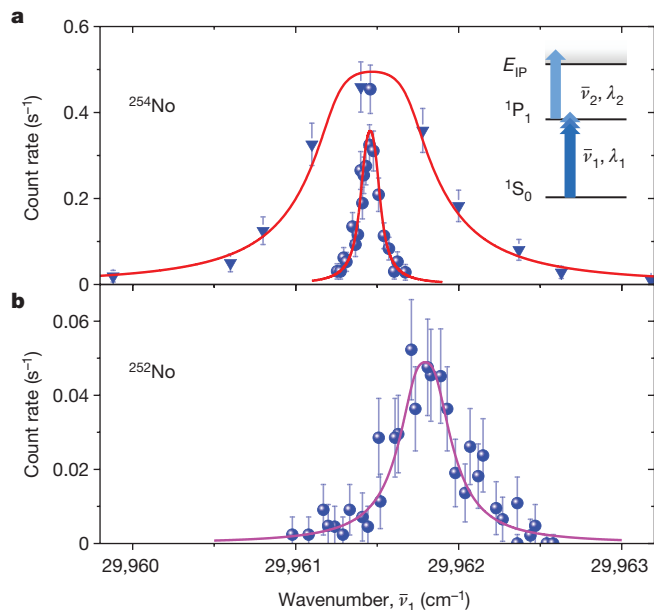 a
0.6
0.4
0.2
0
Count rate (s⁻¹)
²⁵⁴No
E_IP
¹P₁
¹S₀
ν̄₂, λ₂
ν̄₁, λ₁
b
0.06
0.04
0.02
0
Count rate (s⁻¹)
²⁵²No
29,960
29,961
29,962
29,963
Wavenumber, ν̄₁ (cm⁻¹)